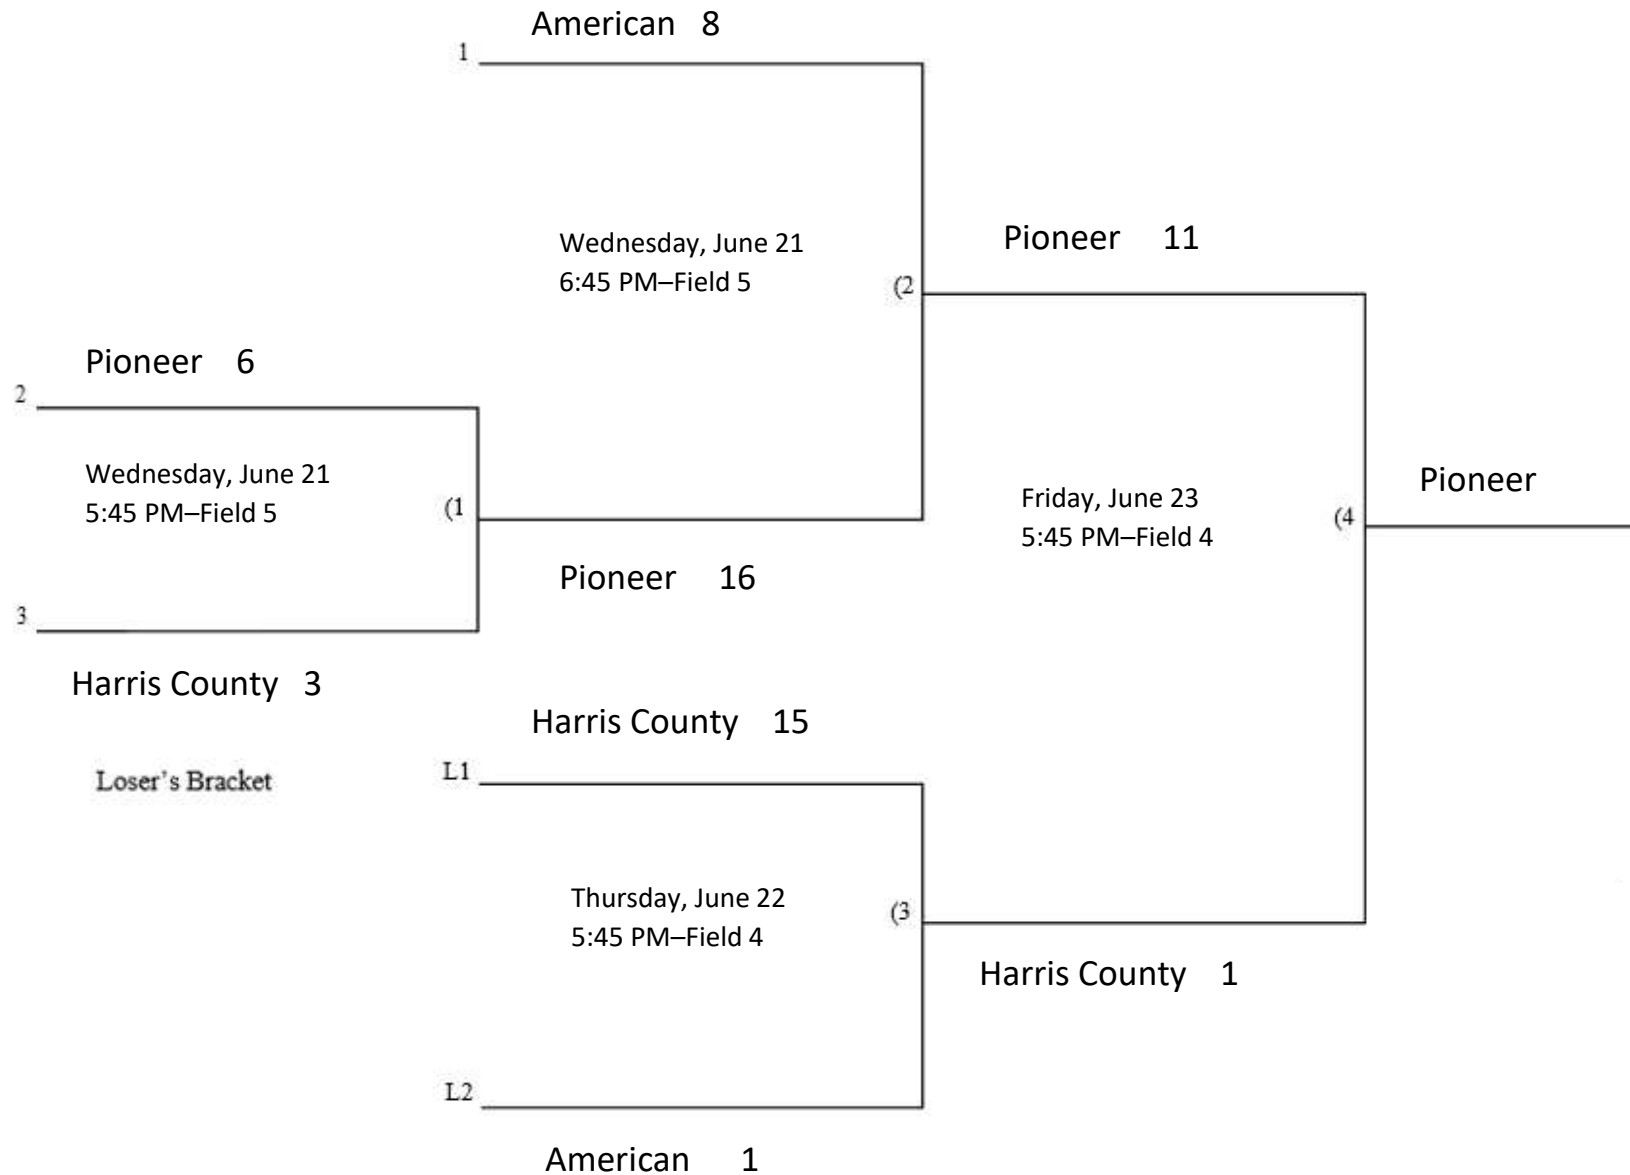 American 8
1
Wednesday, June 21
6:45 PM–Field 5
(2
Pioneer 11
Pioneer 6
2
Wednesday, June 21
5:45 PM–Field 5
(1
Pioneer 16
3
Harris County 3
Friday, June 23
5:45 PM–Field 4
(4
Pioneer
Loser's Bracket
Harris County 15
L1
Thursday, June 22
5:45 PM–Field 4
(3
Harris County 1
L2
American 1